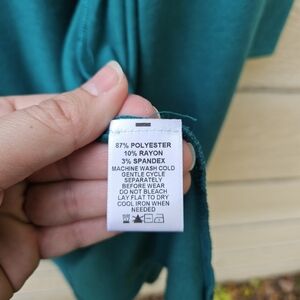 87% POLYESTER
10% RAYON
3% SPANDEX
MACHINE WASH COLD
GENTLE CYCLE
SEPARATELY
BEFORE WEAR
DO NOT BLEACH
LAY FLAT TO DRY
COOL IRON WHEN
NEEDED